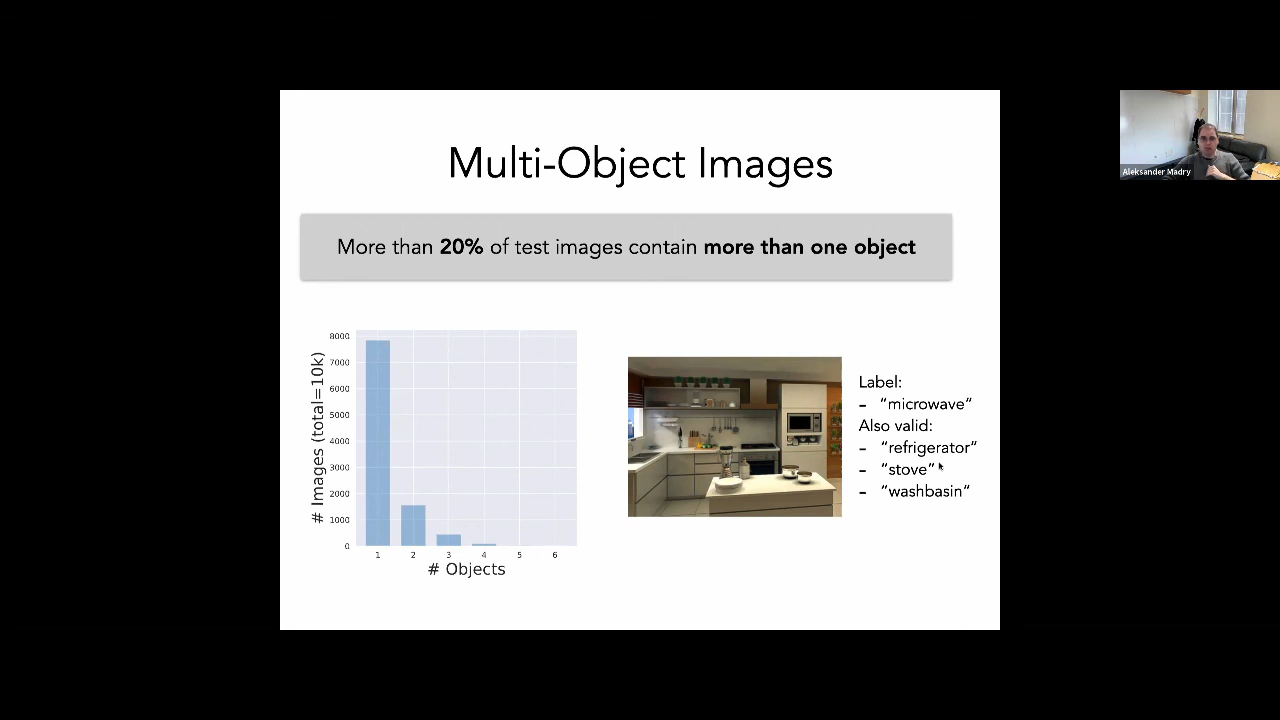 Multi-Object Images
More than 20% of test images contain more than one object
# Images (total=10k)
8000
7000
6000
5000
4000
3000
2000
1000
0
1 2 3 4 5 6
# Objects
Label:
- “microwave”
Also valid:
- “refrigerator”
- “stove”
- “washbasin”
Aleksander Madry